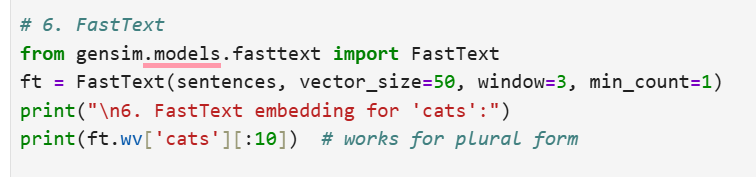 # 6. FastText
from gensim.models.fasttext import FastText
ft = FastText(sentences, vector_size=50, window=3, min_count=1)
print("\n6. FastText embedding for 'cats':")
print(ft.wv['cats'][:10])  # works for plural form